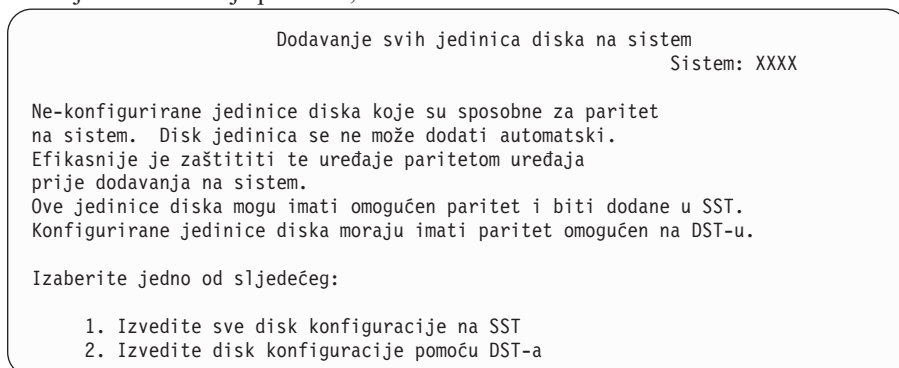 Dodavanje svih jedinica diska na sistem
Sistem: XXXX
Ne-konfigurirane jedinice diska koje su sposobne za paritet
na sistem. Disk jedinica se ne može dodati automatski.
Efikasnije je zaštititi te uređaje paritetom uređaja
prije dodavanja na sistem.
Ove jedinice diska mogu imati omogućen paritet i biti dodane u SST.
Konfigurirane jedinice diska moraju imati paritet omogućen na DST-u.
Izaberite jedno od sljedećeg:
1. Izvedite sve disk konfiguracije na SST
2. Izvedite disk konfiguracije pomoću DST-a